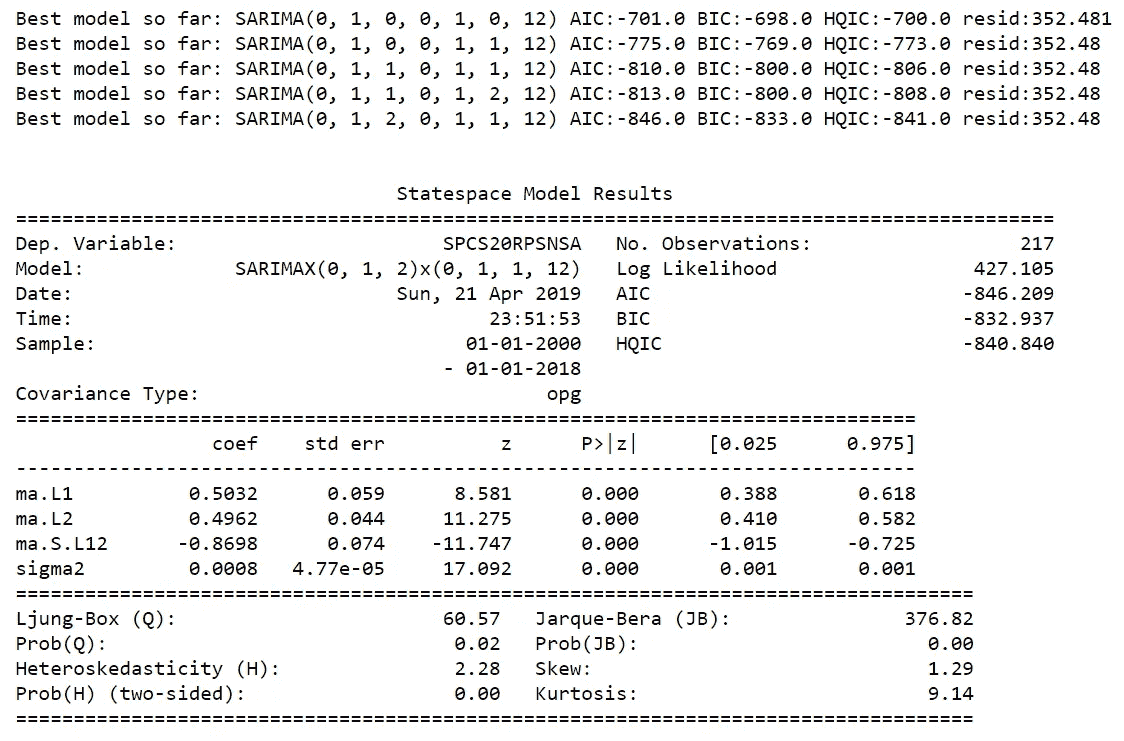 Best model so far: SARIMA(0, 1, 0, 0, 1, 0, 12) AIC:-701.0 BIC:-698.0 HQIC:-700.0 resid:352.481
Best model so far: SARIMA(0, 1, 0, 0, 1, 1, 12) AIC:-775.0 BIC:-769.0 HQIC:-773.0 resid:352.48
Best model so far: SARIMA(0, 1, 1, 0, 1, 1, 12) AIC:-810.0 BIC:-800.0 HQIC:-806.0 resid:352.48
Best model so far: SARIMA(0, 1, 1, 0, 1, 2, 12) AIC:-813.0 BIC:-800.0 HQIC:-808.0 resid:352.48
Best model so far: SARIMA(0, 1, 2, 0, 1, 1, 12) AIC:-846.0 BIC:-833.0 HQIC:-841.0 resid:352.48
Statespace Model Results
==========================================================================================
Dep. Variable: SPCS20RPSNSA No. Observations: 217
Model: SARIMAX(0, 1, 2)x(0, 1, 1, 12) Log Likelihood 427.105
Date: Sun, 21 Apr 2019 AIC -846.209
Time: 23:51:53 BIC -832.937
Sample: 01-01-2000 HQIC -840.840
- 01-01-2018
Covariance Type: opg
==============================================================================
coef std err z P>|z| [0.025 0.975]
------------------------------------------------------------------------------
ma.L1 0.5032 0.059 8.581 0.000 0.388 0.618
ma.L2 0.4962 0.044 11.275 0.000 0.410 0.582
ma.S.L12 -0.8698 0.074 -11.747 0.000 -1.015 -0.725
sigma2 0.0008 4.77e-05 17.092 0.000 0.001 0.001
===================================================================================
Ljung-Box (Q): 60.57 Jarque-Bera (JB): 376.82
Prob(Q): 0.02 Prob(JB): 0.00
Heteroskedasticity (H): 2.28 Skew: 1.29
Prob(H) (two-sided): 0.00 Kurtosis: 9.14
===================================================================================